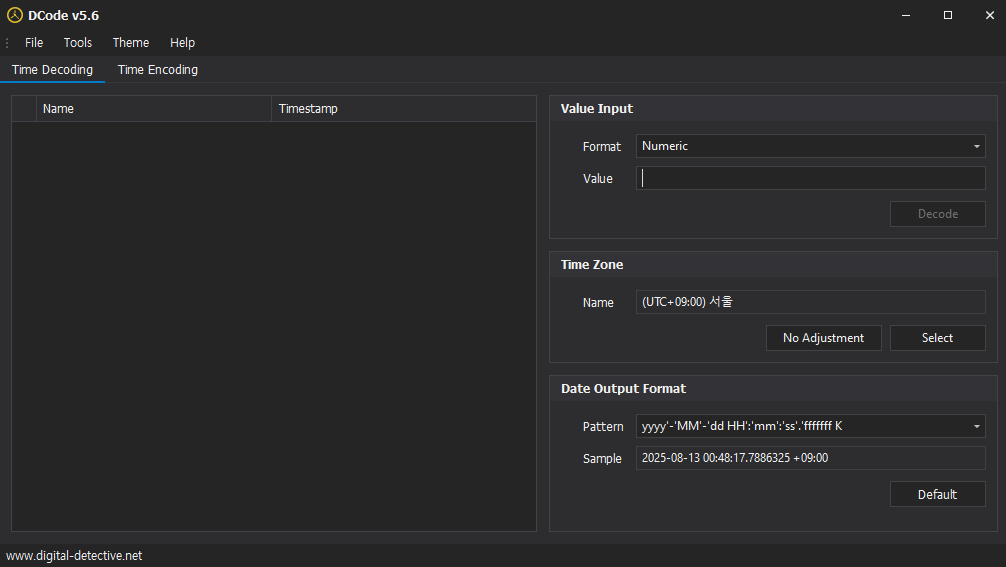 DCode v5.6
File Tools Theme Help
Time Decoding Time Encoding
Name Timestamp
Value Input
Format Numeric
Value
Decode
Time Zone
Name (UTC+09:00) 서울
No Adjustment Select
Date Output Format
Pattern yyyy'-'MM'-'dd HH':'mm':'ss'.'fffffff K
Sample 2025-08-13 00:48:17.7886325 +09:00
Default
www.digital-detective.net